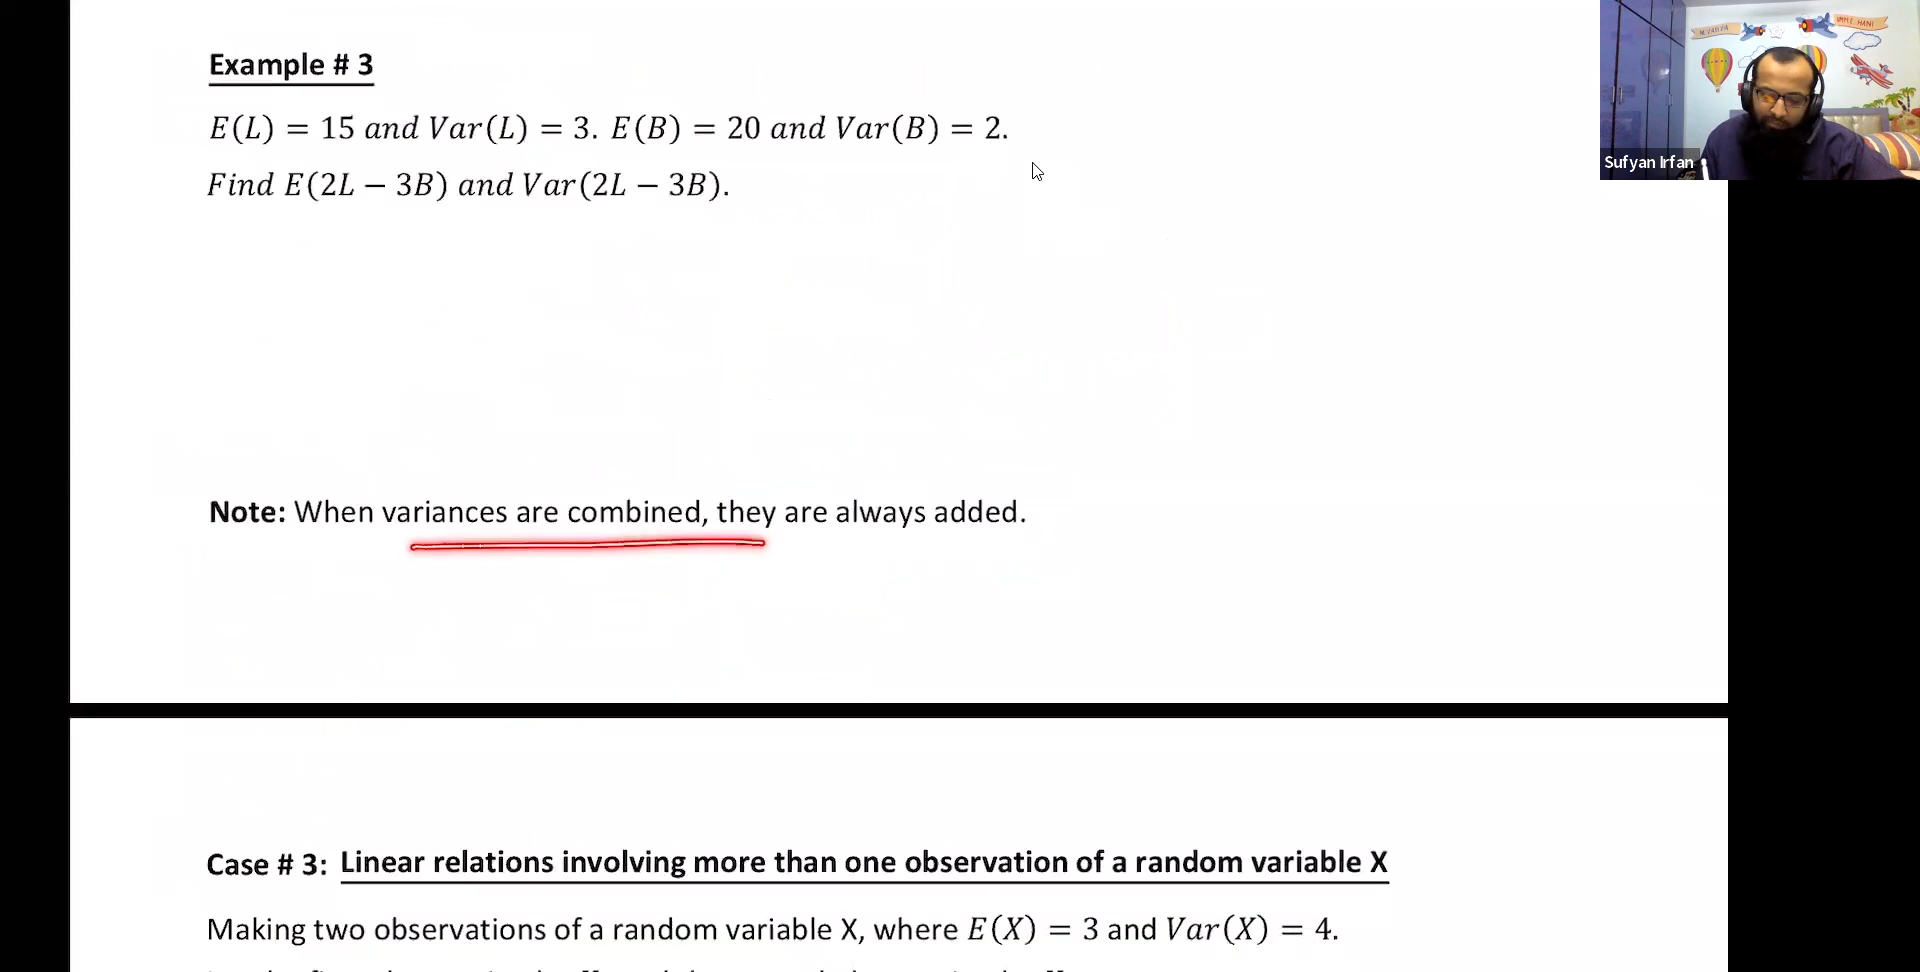 Example # 3
E(L) = 15 and Var(L) = 3. E(B) = 20 and Var(B) = 2.
Find E(2L − 3B) and Var(2L − 3B).
Sufyan Irfan
Note: When variances are combined, they are always added.
Case # 3: Linear relations involving more than one observation of a random variable X
Making two observations of a random variable X, where E(X) = 3 and Var(X) = 4.